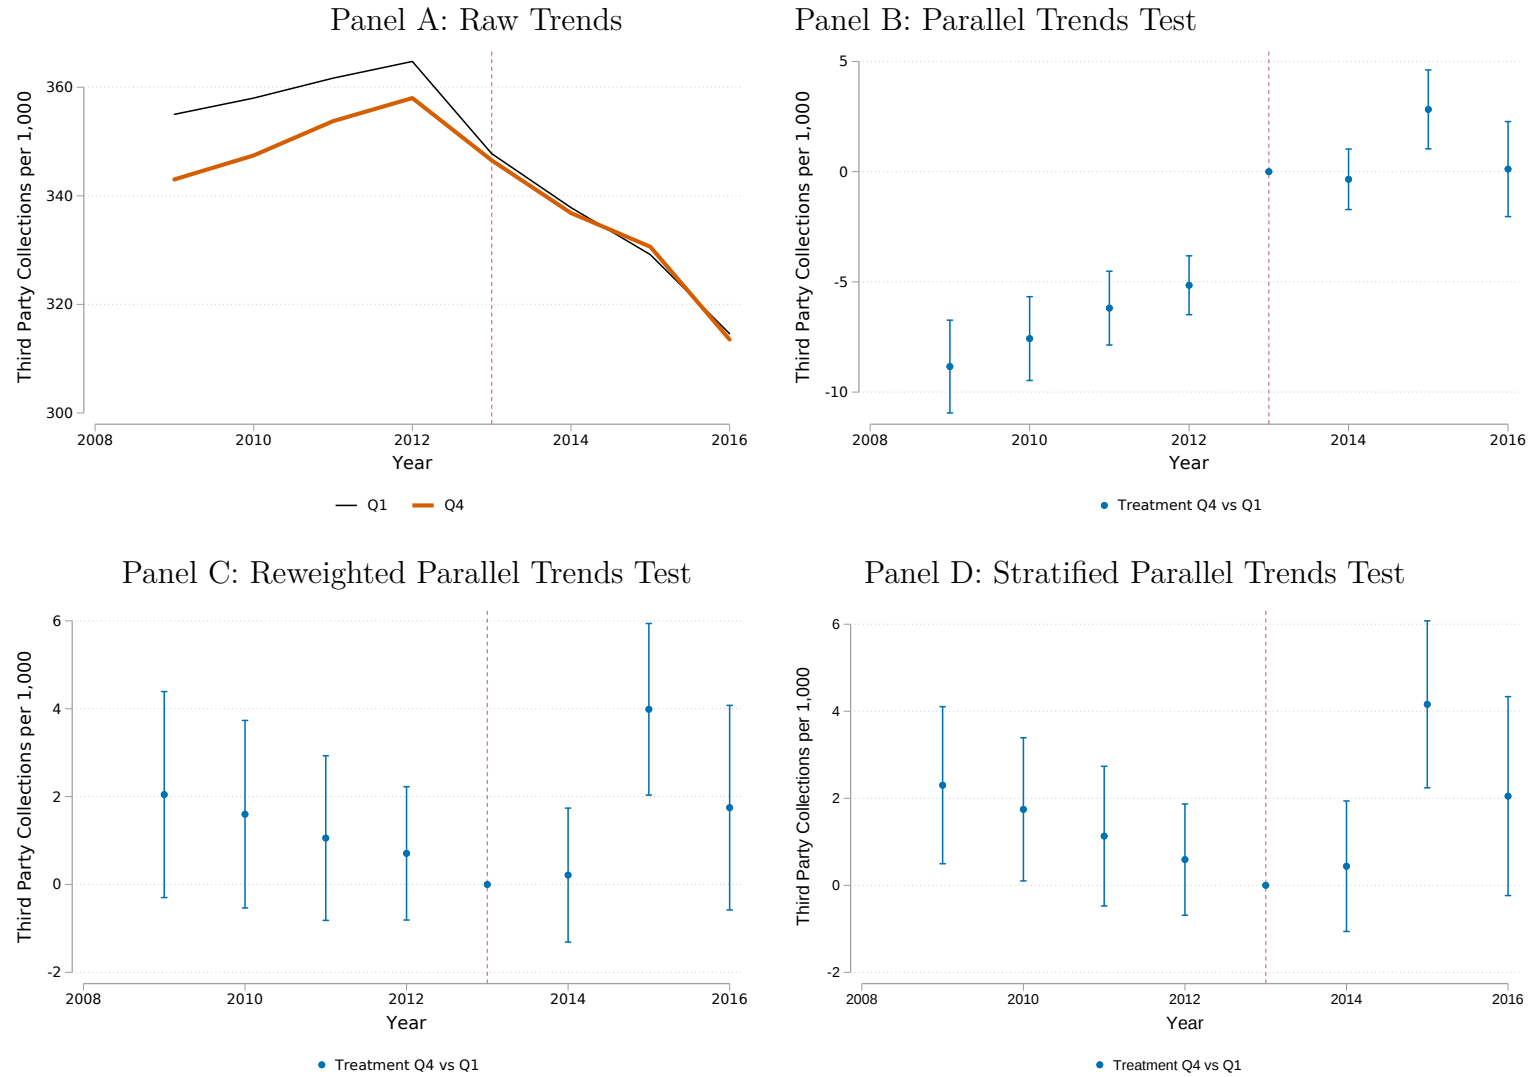 Panel A: Raw Trends
Third Party Collections per 1,000
360
340
320
300
2008 2010 2012 2014 2016
Year
Q1 Q4
Panel B: Parallel Trends Test
Third Party Collections per 1,000
5
0
-5
-10
2008 2010 2012 2014 2016
Year
Treatment Q4 vs Q1
Panel C: Reweighted Parallel Trends Test
Third Party Collections per 1,000
6
4
2
0
-2
2008 2010 2012 2014 2016
Year
Treatment Q4 vs Q1
Panel D: Stratified Parallel Trends Test
Third Party Collections per 1,000
6
4
2
0
-2
2008 2010 2012 2014 2016
Year
Treatment Q4 vs Q1